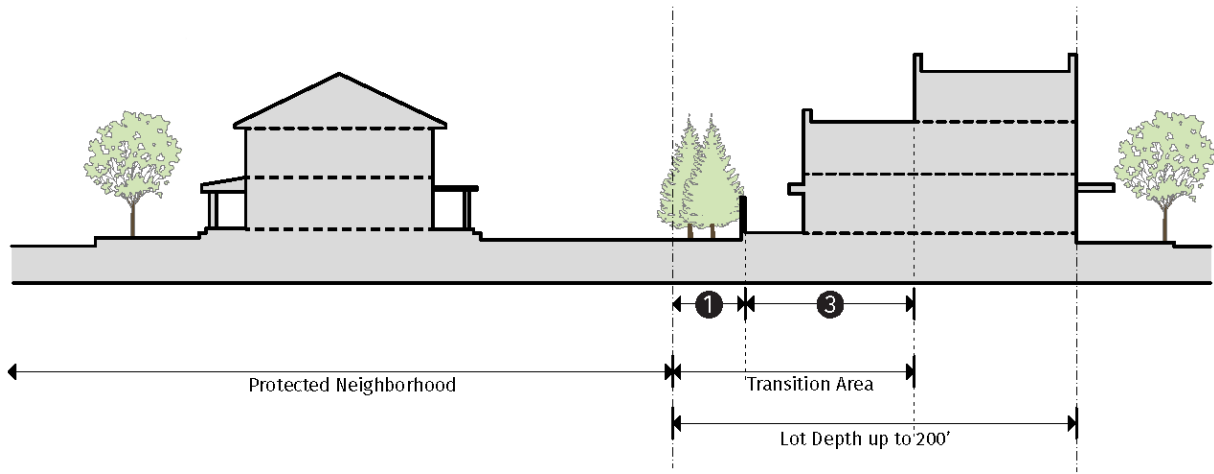 1
3
Protected Neighborhood
Transition Area
Lot Depth up to 200'